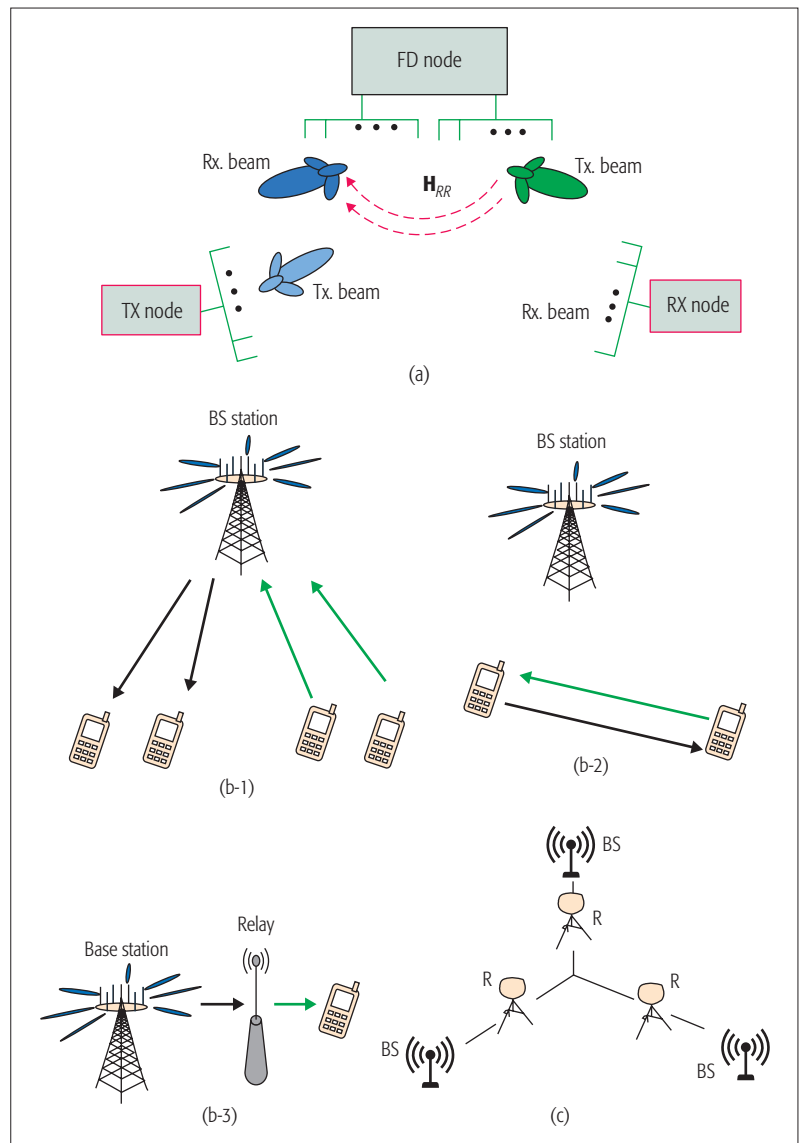 FD node
Rx. beam
H_RR
Tx. beam
Tx. beam
TX node
Rx. beam
RX node
(a)
BS station
BS station
(b-1)
(b-2)
BS
R
Relay
Base station
R
R
BS
BS
(b-3)
(c)